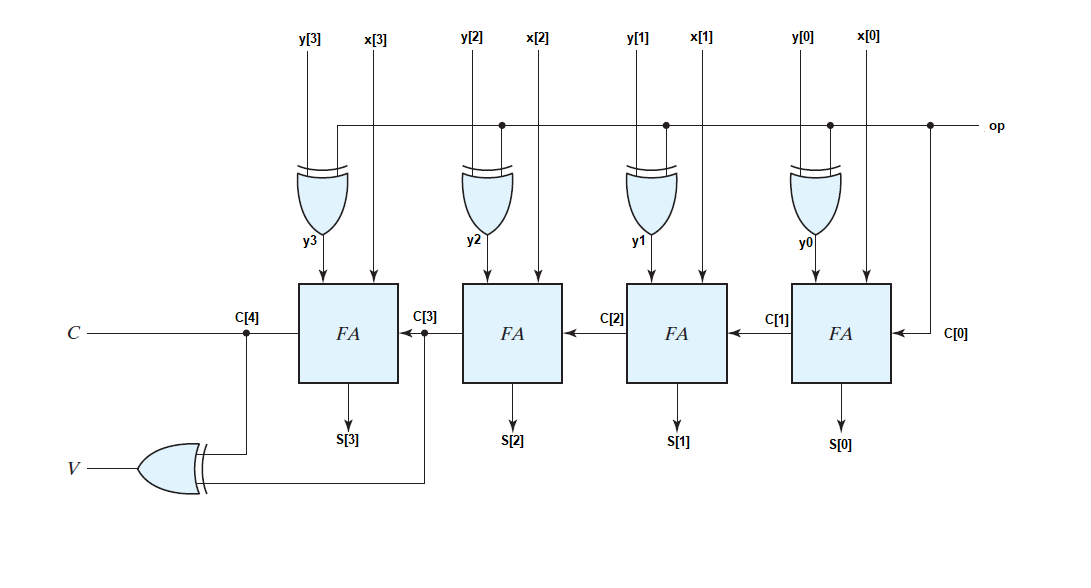 y[3] x[3] y[2] x[2] y[1] x[1] y[0] x[0]
op
y3 y2 y1 y0
C C[4] FA C[3] FA C[2] FA C[1] FA C[0]
S[3] S[2] S[1] S[0]
V